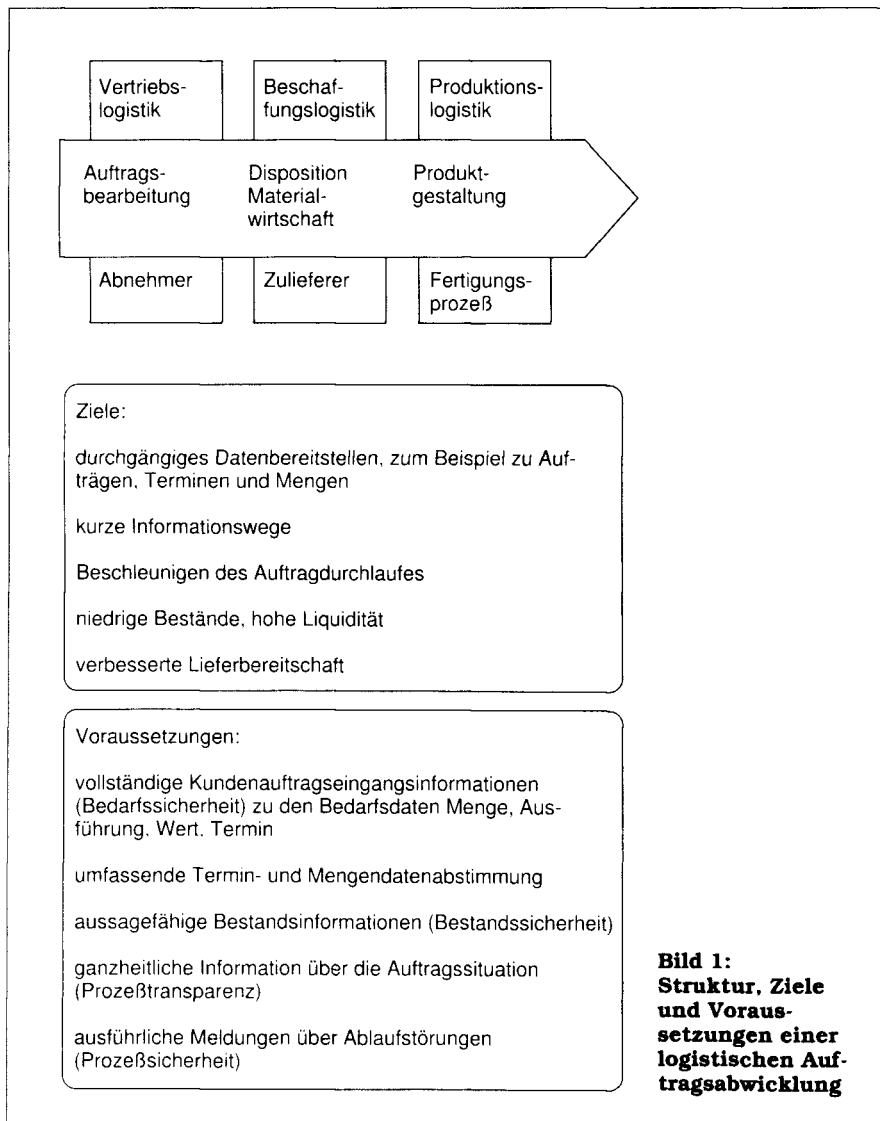 Vertriebs-
logistik
Beschaf-
fungslogistik
Produktions-
logistik
Auftrags-
bearbeitung
Disposition
Material-
wirtschaft
Produkt-
gestaltung
Abnehmer
Zulieferer
Fertigungs-
prozeß
Ziele:
durchgängiges Datenbereitstellen, zum Beispiel zu Auf-
trägen, Terminen und Mengen
kurze Informationswege
Beschleunigen des Auftragdurchlaufes
niedrige Bestände, hohe Liquidität
verbesserte Lieferbereitschaft
Voraussetzungen:
vollständige Kundenauftragseingangsinformationen
(Bedarfssicherheit) zu den Bedarfsdaten Menge, Aus-
führung, Wert, Termin
umfassende Termin- und Mengendatenabstimmung
aussagefähige Bestandsinformationen (Bestandssicherheit)
ganzheitliche Information über die Auftragssituation
(Prozeßtransparenz)
ausführliche Meldungen über Ablaufstörungen
(Prozeßsicherheit)
Bild 1:
Struktur, Ziele
und Voraus-
setzungen einer
logistischen Auf-
tragsabwicklung